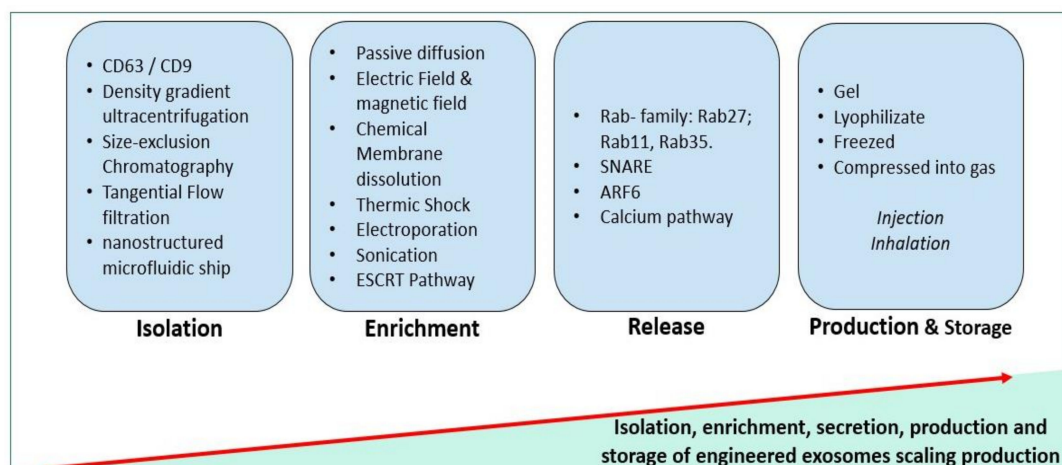 • CD63 / CD9
• Density gradient
ultracentrifugation
• Size-exclusion
Chromatography
• Tangential Flow
filtration
• nanostructured
microfluidic ship
Isolation
• Passive diffusion
• Electric Field &
magnetic field
• Chemical
Membrane
dissolution
• Thermic Shock
• Electroporation
• Sonication
• ESCRT Pathway
Enrichment
• Rab- family: Rab27;
Rab11, Rab35.
• SNARE
• ARF6
• Calcium pathway
Release
• Gel
• Lyophilizate
• Freezed
• Compressed into gas
Injection
Inhalation
Production & Storage
Isolation, enrichment, secretion, production and
storage of engineered exosomes scaling production